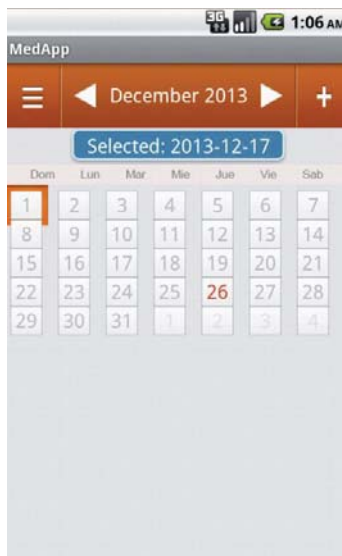 3G 1:06 AM
MedApp
December 2013 +
Selected: 2013-12-17
Dom Lun Mar Mie Jue Vie Sab
1 2 3 4 5 6 7
8 9 10 11 12 13 14
15 16 17 18 19 20 21
22 23 24 25 26 27 28
29 30 31 1 2 3 4